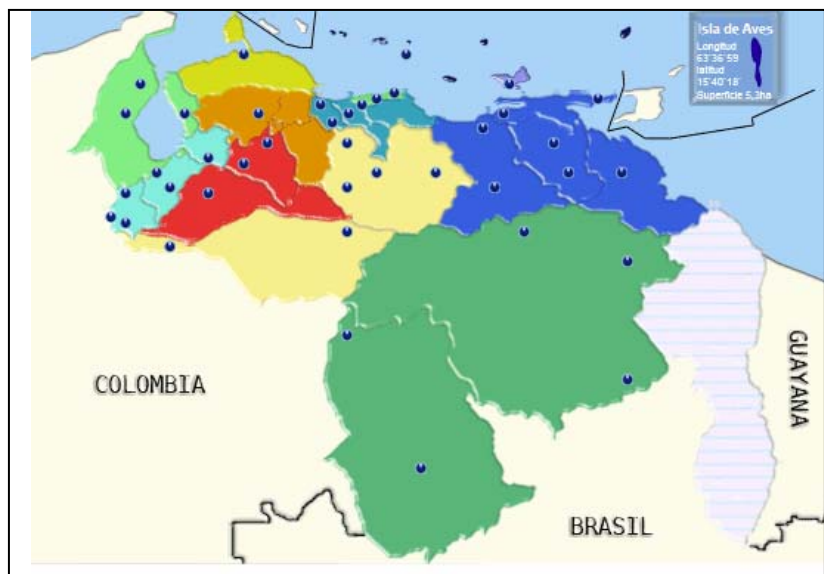 Isla de Aves
Longitud
63°36´59
latitud
15°40´18´´
Superficie 5,3ha
COLOMBIA
GUAYANA
BRASIL